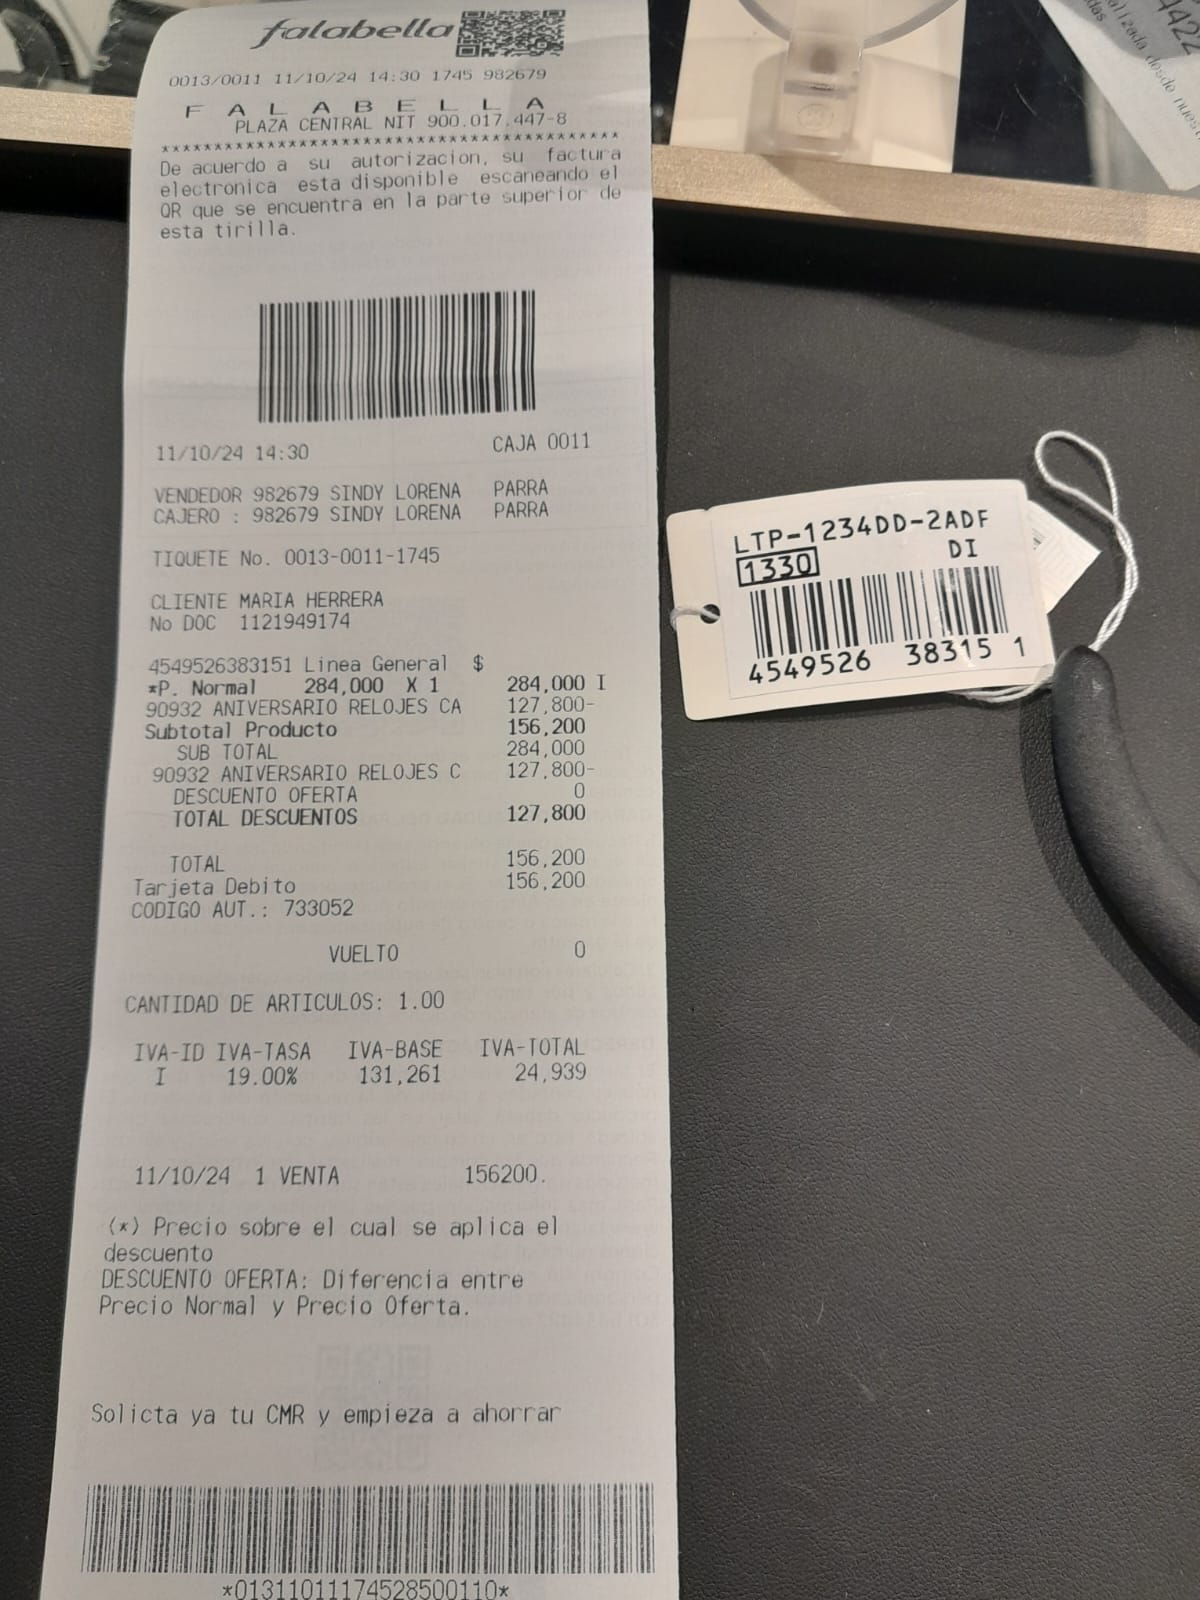 falabella
0013/0011 11/10/24 14:30 1745 982679
F A L A B E L L A
PLAZA CENTRAL NIT 900.017.447-8
****************************************
De acuerdo a su autorizacion, su factura
electronica esta disponible escaneando el
QR que se encuentra en la parte superior de
esta tirilla.
11/10/24 14:30 CAJA 0011
VENDEDOR 982679 SINDY LORENA PARRA
CAJERO : 982679 SINDY LORENA PARRA
TIQUETE No. 0013-0011-1745
CLIENTE MARIA HERRERA
No DOC 1121949174
4549526383151 Linea General $
*P. Normal 284,000 X 1 284,000 I
90932 ANIVERSARIO RELOJES CA 127,800-
Subtotal Producto 156,200
SUB TOTAL 284,000
90932 ANIVERSARIO RELOJES C 127,800-
DESCUENTO OFERTA 0
TOTAL DESCUENTOS 127,800
TOTAL 156,200
Tarjeta Debito 156,200
CODIGO AUT.: 733052
VUELTO 0
CANTIDAD DE ARTICULOS: 1.00
IVA-ID IVA-TASA IVA-BASE IVA-TOTAL
I 19.00% 131,261 24,939
11/10/24 1 VENTA 156200.
(*) Precio sobre el cual se aplica el
descuento
DESCUENTO OFERTA: Diferencia entre
Precio Normal y Precio Oferta.
Solicta ya tu CMR y empieza a ahorrar
*01311011174528500110*
LTP-1234DD-2ADF
1330 DI
4549526 38315 1
4422
alizada desde nues
das